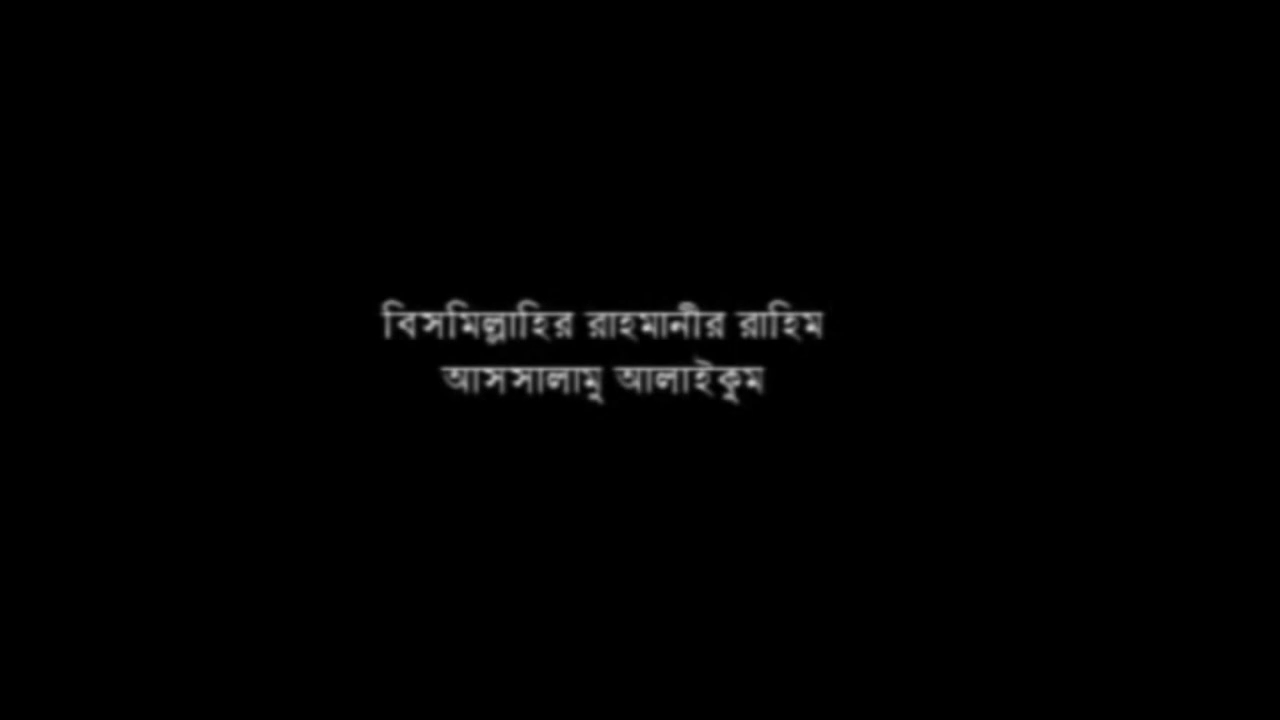 বিসমিল্লাহির রাহমানীর রাহিম
আসসালামু আলাইকুম